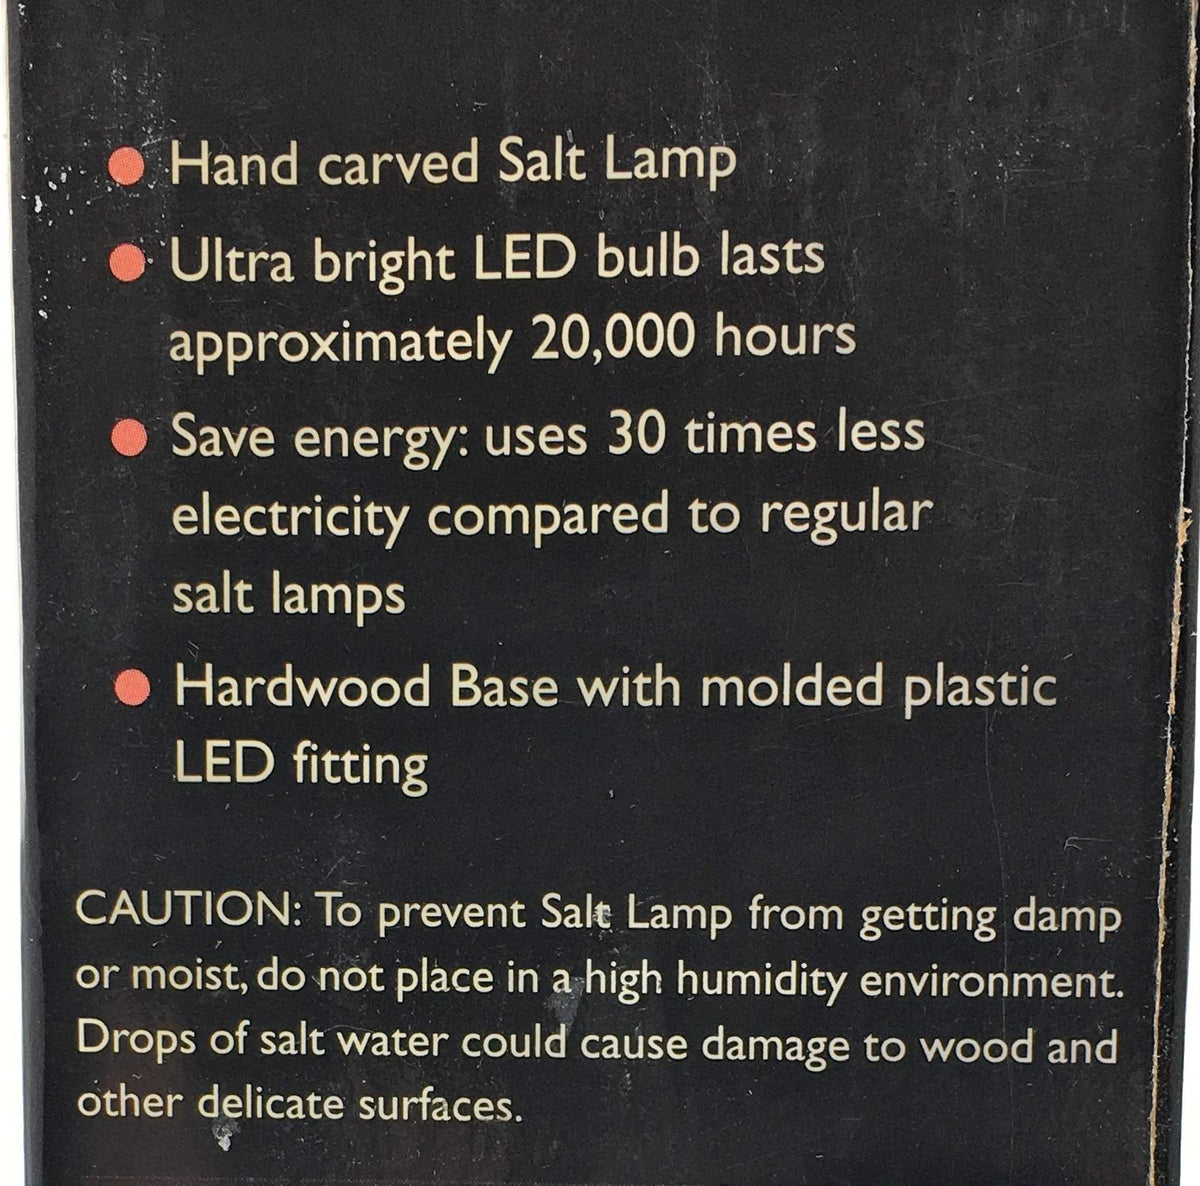 Hand carved Salt Lamp
Ultra bright LED bulb lasts
approximately 20,000 hours
Save energy: uses 30 times less
electricity compared to regular
salt lamps
Hardwood Base with molded plastic
LED fitting
CAUTION: To prevent Salt Lamp from getting damp
or moist, do not place in a high humidity environment.
Drops of salt water could cause damage to wood and
other delicate surfaces.